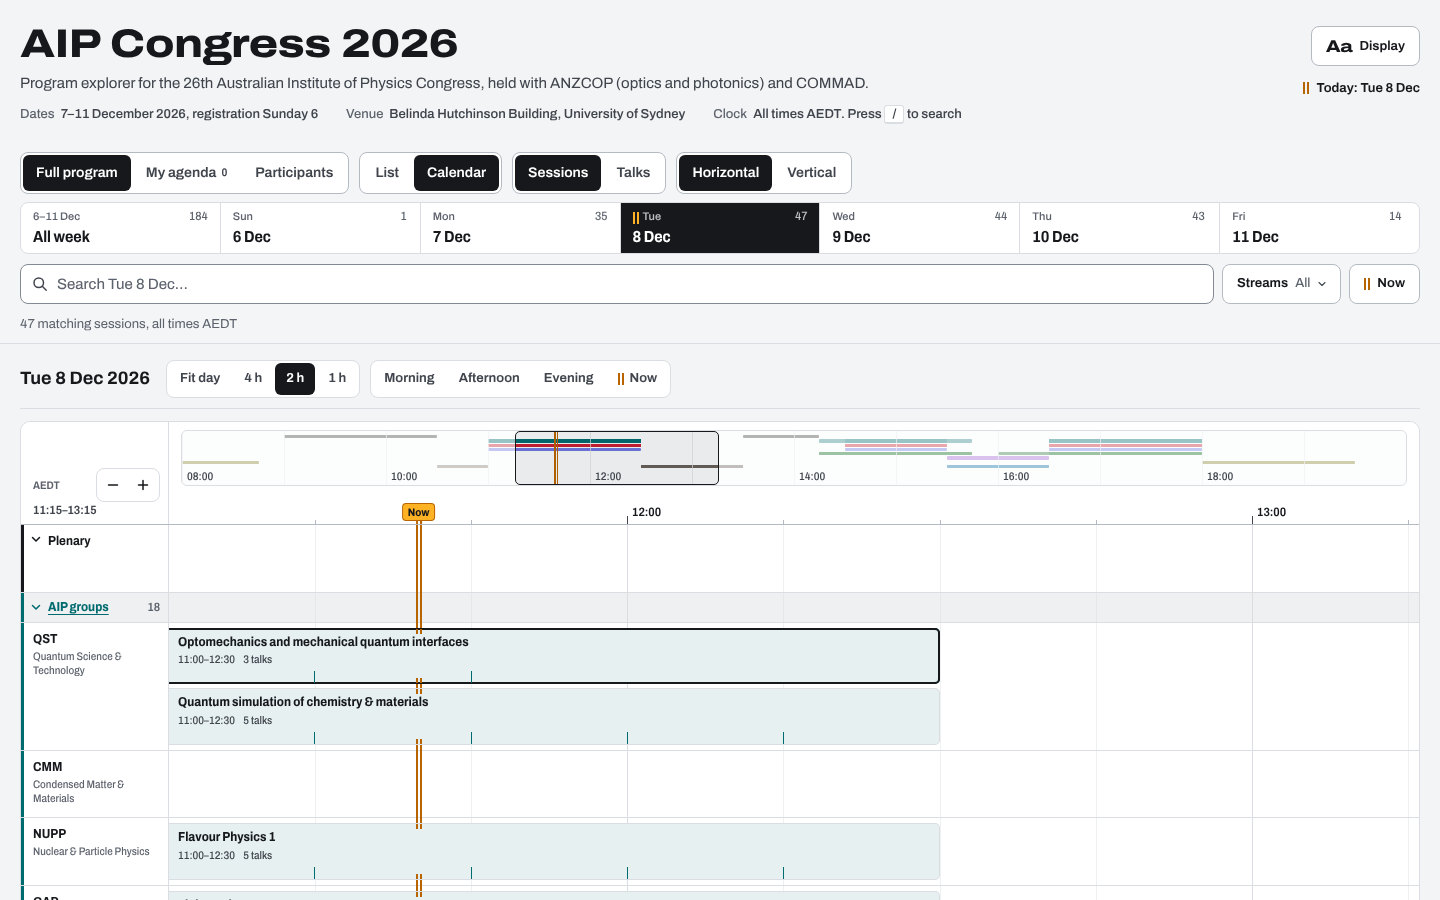 AIP Congress 2026
Aa Display
Program explorer for the 26th Australian Institute of Physics Congress, held with ANZCOP (optics and photonics) and COMMAD.
Today: Tue 8 Dec
Dates 7–11 December 2026, registration Sunday 6 Venue Belinda Hutchinson Building, University of Sydney Clock All times AEDT. Press / to search
Full program My agenda 0 Participants List Calendar Sessions Talks Horizontal Vertical
6–11 Dec 184 Sun 1 Mon 35 Tue 47 Wed 44 Thu 43 Fri 14
All week 6 Dec 7 Dec 8 Dec 9 Dec 10 Dec 11 Dec
Search Tue 8 Dec...
Streams All Now
47 matching sessions, all times AEDT
Tue 8 Dec 2026 Fit day 4 h 2 h 1 h Morning Afternoon Evening Now
08:00 10:00 12:00 14:00 16:00 18:00
AEDT − +
11:15–13:15
Now 12:00 13:00
Plenary
AIP groups 18
QST
Quantum Science &
Technology
Optomechanics and mechanical quantum interfaces
11:00–12:30 3 talks
Quantum simulation of chemistry & materials
11:00–12:30 5 talks
CMM
Condensed Matter &
Materials
NUPP
Nuclear & Particle Physics
Flavour Physics 1
11:00–12:30 5 talks